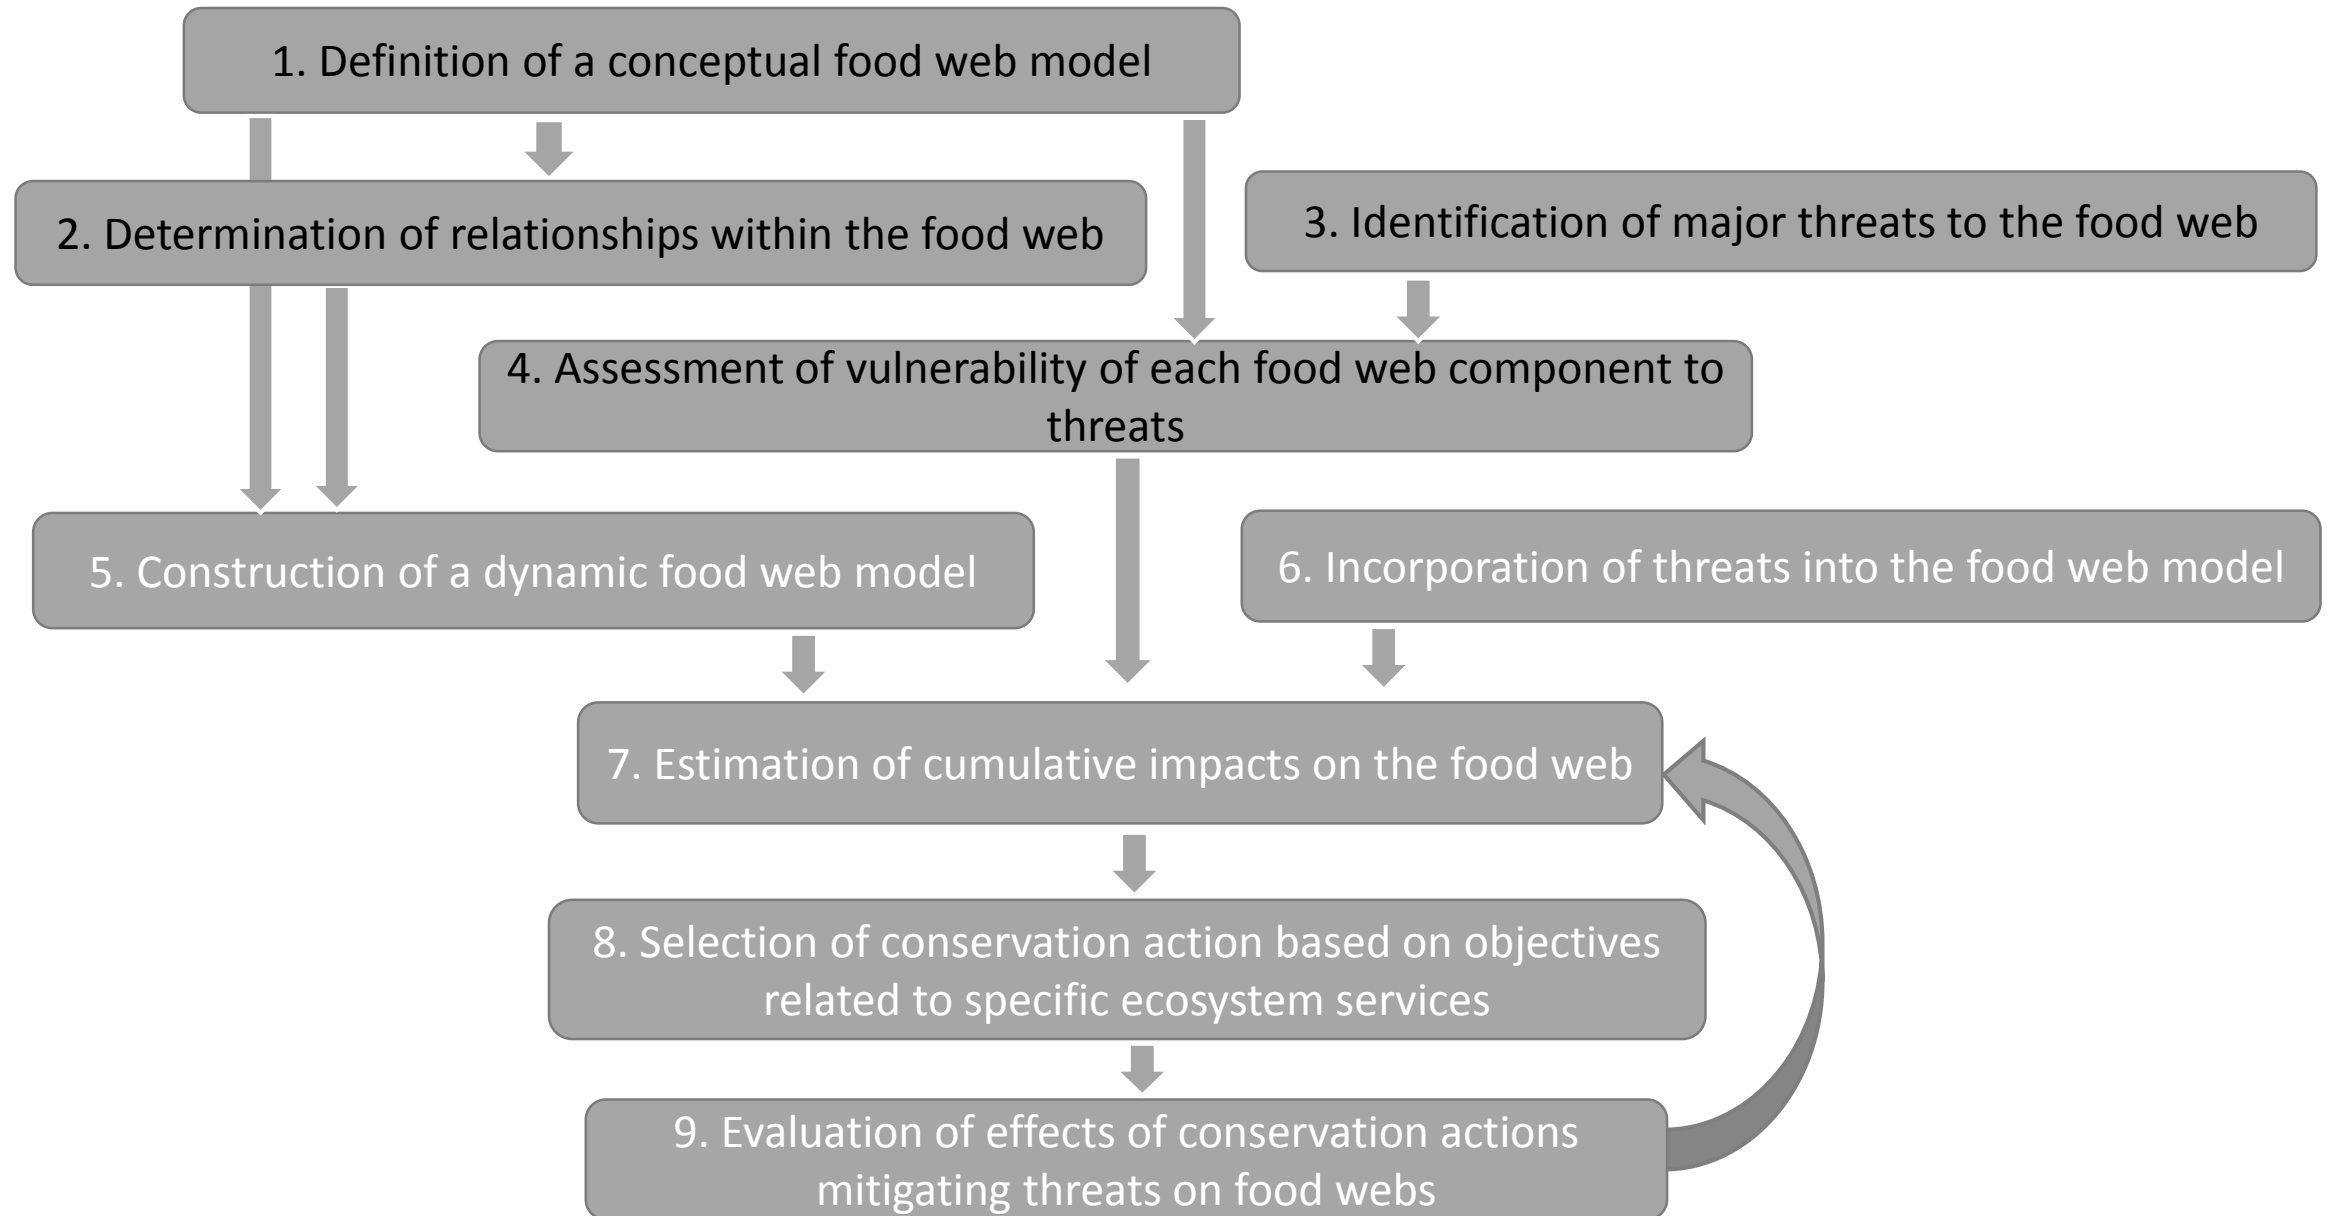 1. Definition of a conceptual food web model
2. Determination of relationships within the food web
3. Identification of major threats to the food web
4. Assessment of vulnerability of each food web component to
threats
5. Construction of a dynamic food web model
6. Incorporation of threats into the food web model
7. Estimation of cumulative impacts on the food web
8. Selection of conservation action based on objectives
related to specific ecosystem services
9. Evaluation of effects of conservation actions
mitigating threats on food webs